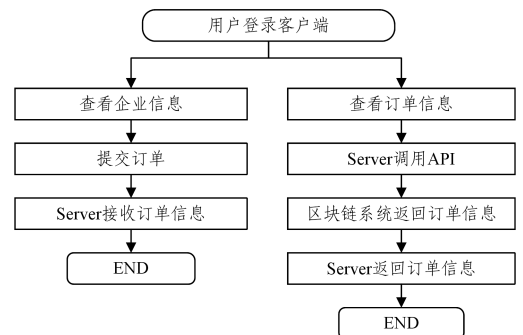 用户登录客户端
查看企业信息
提交订单
Server接收订单信息
END
查看订单信息
Server调用API
区块链系统返回订单信息
Server返回订单信息
END